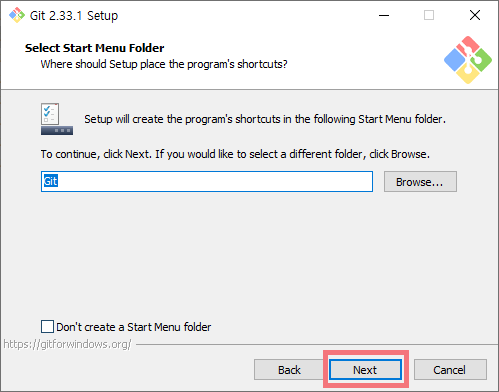 Git 2.33.1 Setup
Select Start Menu Folder
Where should Setup place the program's shortcuts?
Setup will create the program's shortcuts in the following Start Menu folder.
To continue, click Next. If you would like to select a different folder, click Browse.
Git
Browse...
Don't create a Start Menu folder
https://gitforwindows.org/
Back
Next
Cancel